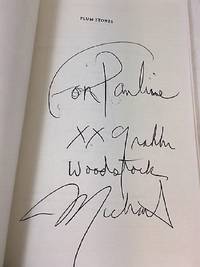 PLUM STONES
For Pauline
XX
Woodstock
Michael